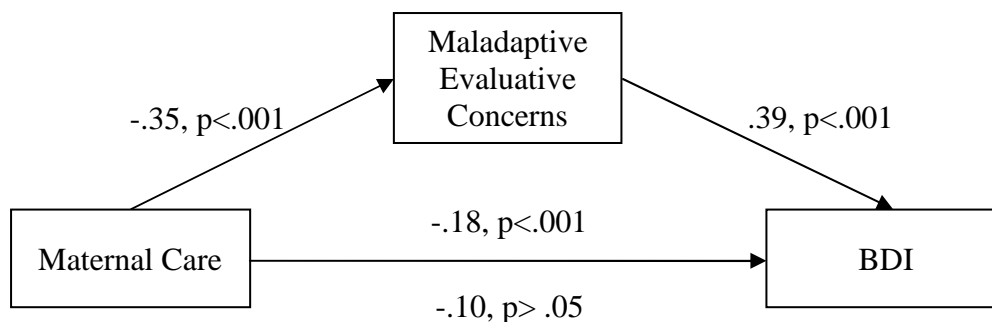 Maladaptive
Evaluative
Concerns
-.35, p<.001
.39, p<.001
Maternal Care
-.18, p<.001
BDI
-.10, p> .05